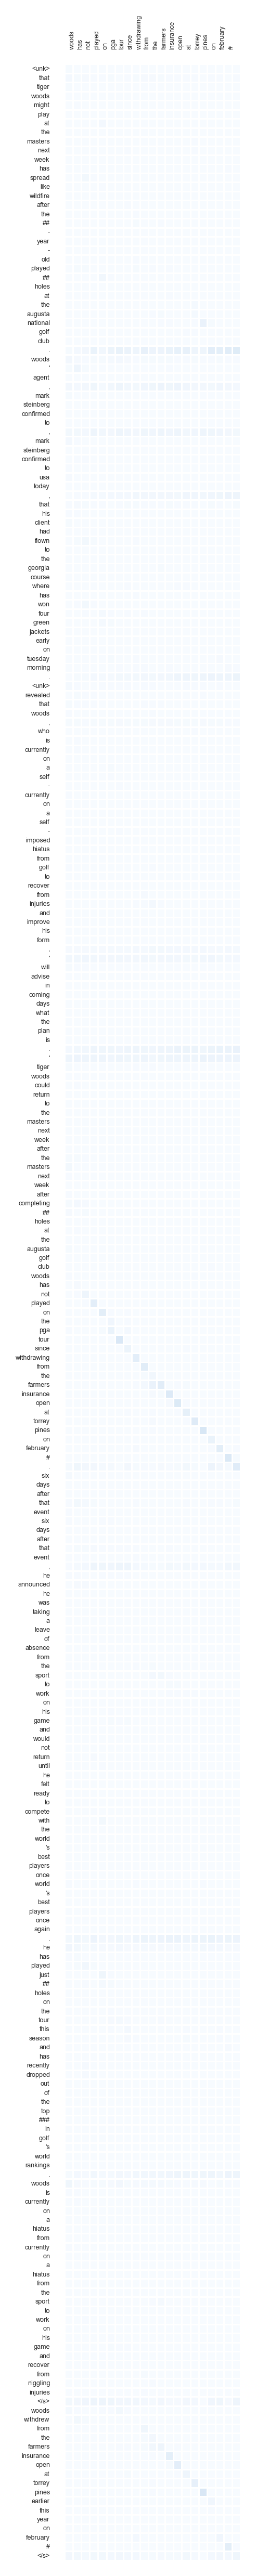 woods
has
not
played
on
pga
tour
since
withdrawing
from
the
farmers
insurance
open
at
torrey
pines
on
february
#
<unk>
that
tiger
woods
might
play
at
the
masters
next
week
has
spread
like
wildfire
after
the
##
-
year
-
old
played
##
holes
at
the
augusta
national
golf
club
.
woods
'
agent
,
mark
steinberg
confirmed
to
,
mark
steinberg
confirmed
to
usa
today
,
that
his
client
had
flown
to
the
georgia
course
where
has
won
four
green
jackets
early
on
tuesday
morning
.
<unk>
revealed
that
woods
,
who
is
currently
on
a
self
-
currently
on
a
self
-
imposed
hiatus
from
golf
to
recover
from
injuries
and
improve
his
form
,
'
will
advise
in
coming
days
what
the
plan
is
.
'
tiger
woods
could
return
to
the
masters
next
week
after
the
masters
next
week
after
completing
##
holes
at
the
augusta
golf
club
woods
has
not
played
on
the
pga
tour
since
withdrawing
from
the
farmers
insurance
open
at
torrey
pines
on
february
#
.
six
days
after
that
event
six
days
after
that
event
,
he
announced
he
was
taking
a
leave
of
absence
from
the
sport
to
work
on
his
game
and
would
not
return
until
he
felt
ready
to
compete
with
the
world
's
best
players
once
world
's
best
players
once
again
.
he
has
played
just
##
holes
on
the
tour
this
season
and
has
recently
dropped
out
of
the
top
###
in
golf
's
world
rankings
.
woods
is
currently
on
a
hiatus
from
currently
on
a
hiatus
from
the
sport
to
work
on
his
game
and
recover
from
niggling
injuries
</s>
woods
withdrew
from
the
farmers
insurance
open
at
torrey
pines
earlier
this
year
on
february
#
</s>